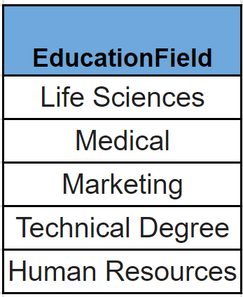 EducationField
Life Sciences
Medical
Marketing
Technical Degree
Human Resources